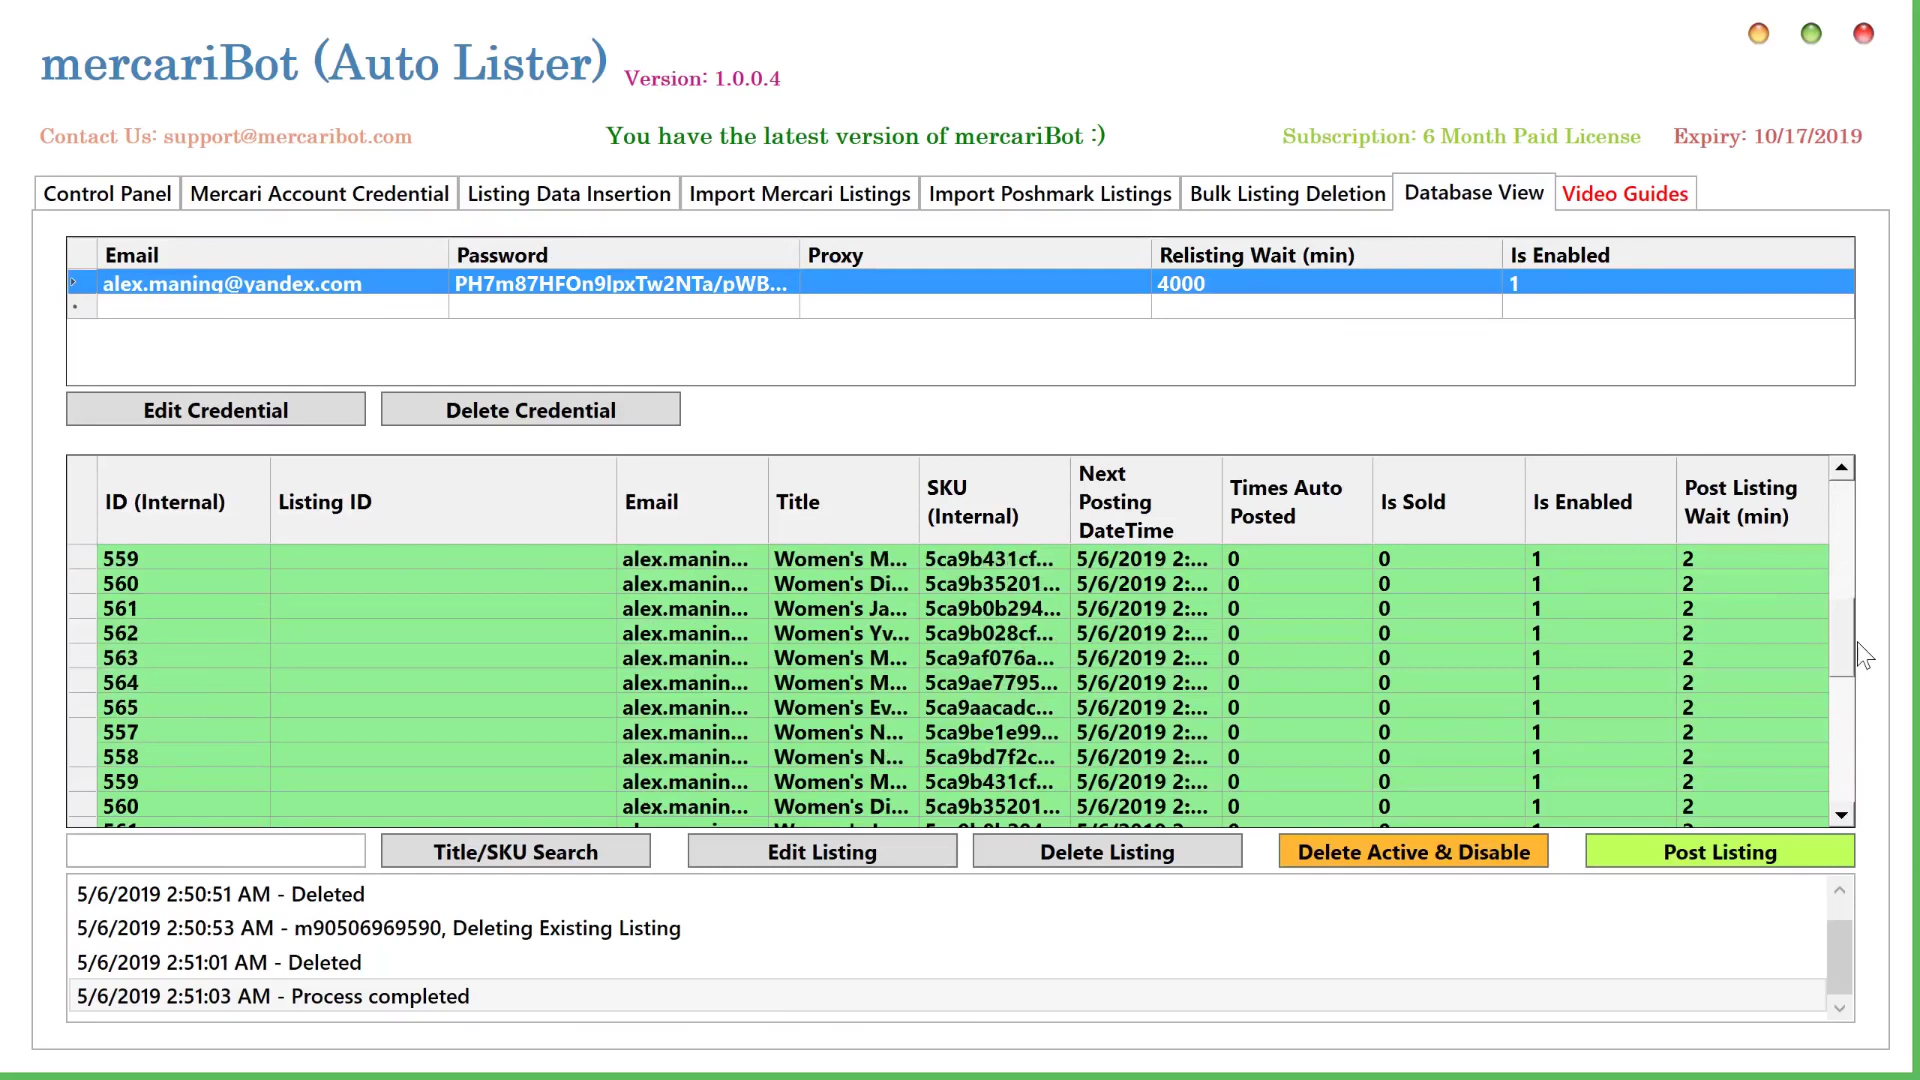 mercariBot (Auto Lister) Version: 1.0.0.4
Contact Us: support@mercaribot.com You have the latest version of mercariBot :) Subscription: 6 Month Paid License Expiry: 10/17/2019
Control Panel Mercari Account Credential Listing Data Insertion Import Mercari Listings Import Poshmark Listings Bulk Listing Deletion Database View Video Guides
Email Password Proxy Relisting Wait (min) Is Enabled
alex.maning@yandex.com PH7m87HFOn9lpxTw2NTa/pWB... 4000 1
Edit Credential Delete Credential
ID (Internal) Listing ID Email Title SKU (Internal) Next Posting DateTime Times Auto Posted Is Sold Is Enabled Post Listing Wait (min)
559 alex.manin... Women's M... 5ca9b431cf... 5/6/2019 2:... 0 0 1 2
560 alex.manin... Women's Di... 5ca9b35201... 5/6/2019 2:... 0 0 1 2
561 alex.manin... Women's Ja... 5ca9b0b294... 5/6/2019 2:... 0 0 1 2
562 alex.manin... Women's Yv... 5ca9b028cf... 5/6/2019 2:... 0 0 1 2
563 alex.manin... Women's M... 5ca9af076a... 5/6/2019 2:... 0 0 1 2
564 alex.manin... Women's M... 5ca9ae7795... 5/6/2019 2:... 0 0 1 2
565 alex.manin... Women's Ev... 5ca9aacadc... 5/6/2019 2:... 0 0 1 2
557 alex.manin... Women's N... 5ca9be1e99... 5/6/2019 2:... 0 0 1 2
558 alex.manin... Women's N... 5ca9bd7f2c... 5/6/2019 2:... 0 0 1 2
559 alex.manin... Women's M... 5ca9b431cf... 5/6/2019 2:... 0 0 1 2
560 alex.manin... Women's Di... 5ca9b35201... 5/6/2019 2:... 0 0 1 2
Title/SKU Search Edit Listing Delete Listing Delete Active & Disable Post Listing
5/6/2019 2:50:51 AM - Deleted
5/6/2019 2:50:53 AM - m90506969590, Deleting Existing Listing
5/6/2019 2:51:01 AM - Deleted
5/6/2019 2:51:03 AM - Process completed